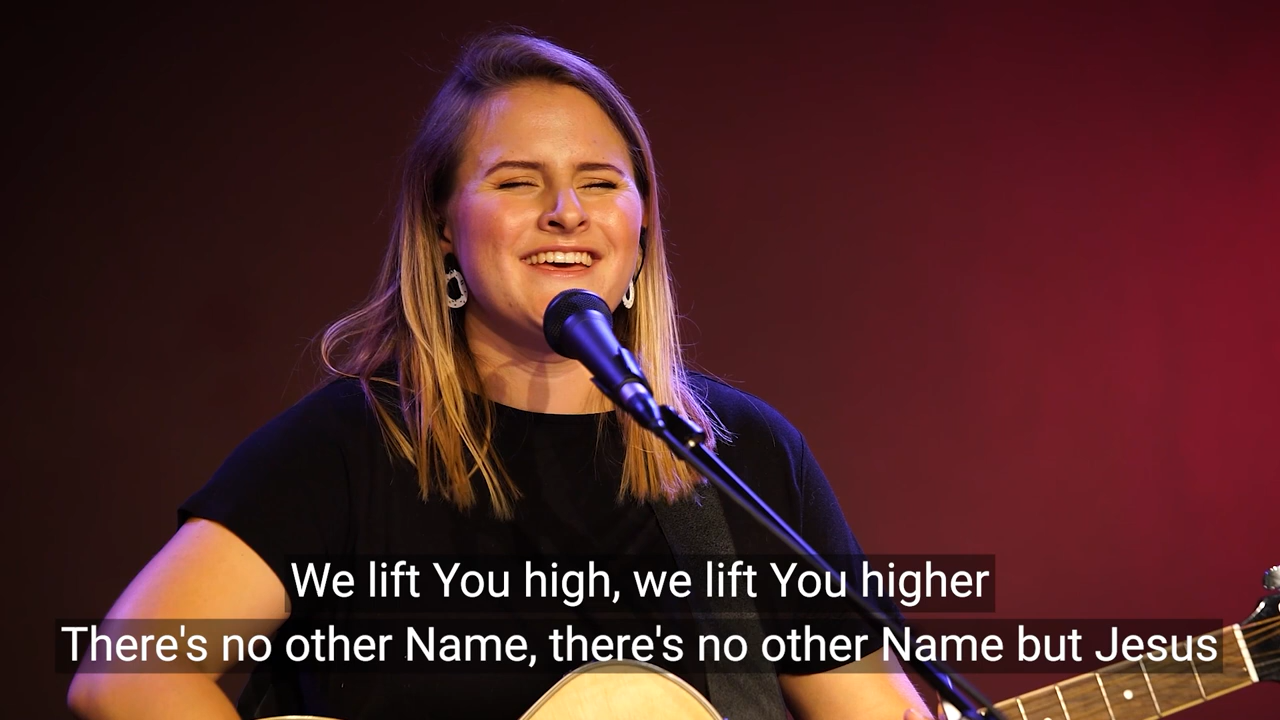 We lift You high, we lift You higher
There's no other Name, there's no other Name but Jesus